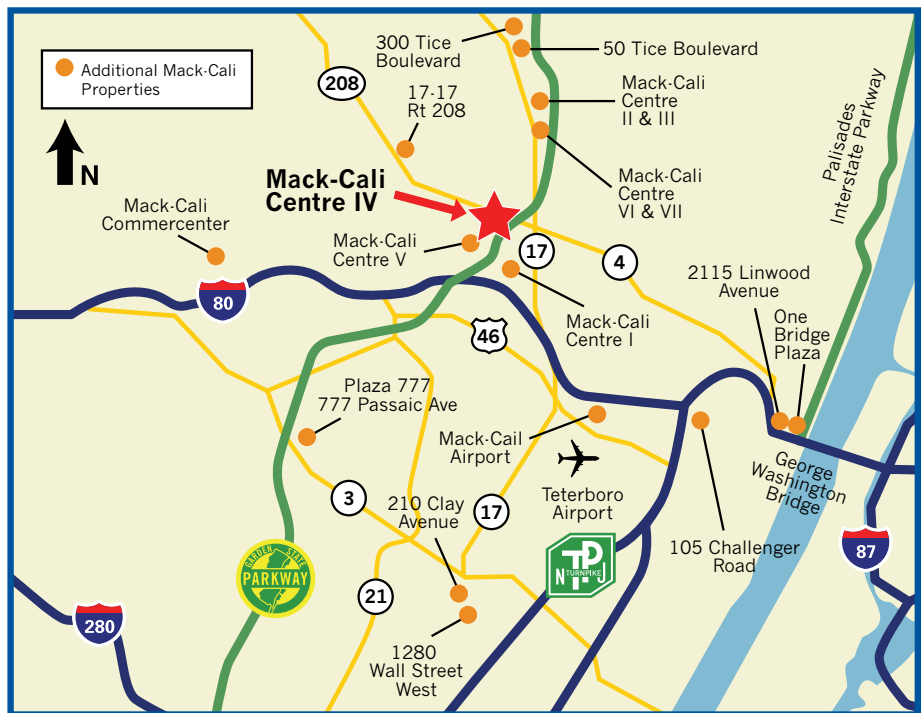 300 Tice
Boulevard
50 Tice Boulevard
Additional Mack-Cali
Properties
208
17-17
Rt 208
Mack-Cali
Centre
II & III
Palisades
Interstate Parkway
N
Mack-Cali
Centre IV
Mack-Cali
Centre
VI & VII
Mack-Cali
Commercenter
Mack-Cali
Centre V
17
4
2115 Linwood
Avenue
80
One
Bridge
Plaza
Mack-Cali
Centre I
46
Plaza 777
777 Passaic Ave
Mack-Cail
Airport
George
Washington
Bridge
3
210 Clay
Avenue
17
Teterboro
Airport
105 Challenger
Road
87
GARDEN STATE
PARKWAY
TP
N TURNPIKE J
21
280
1280
Wall Street
West